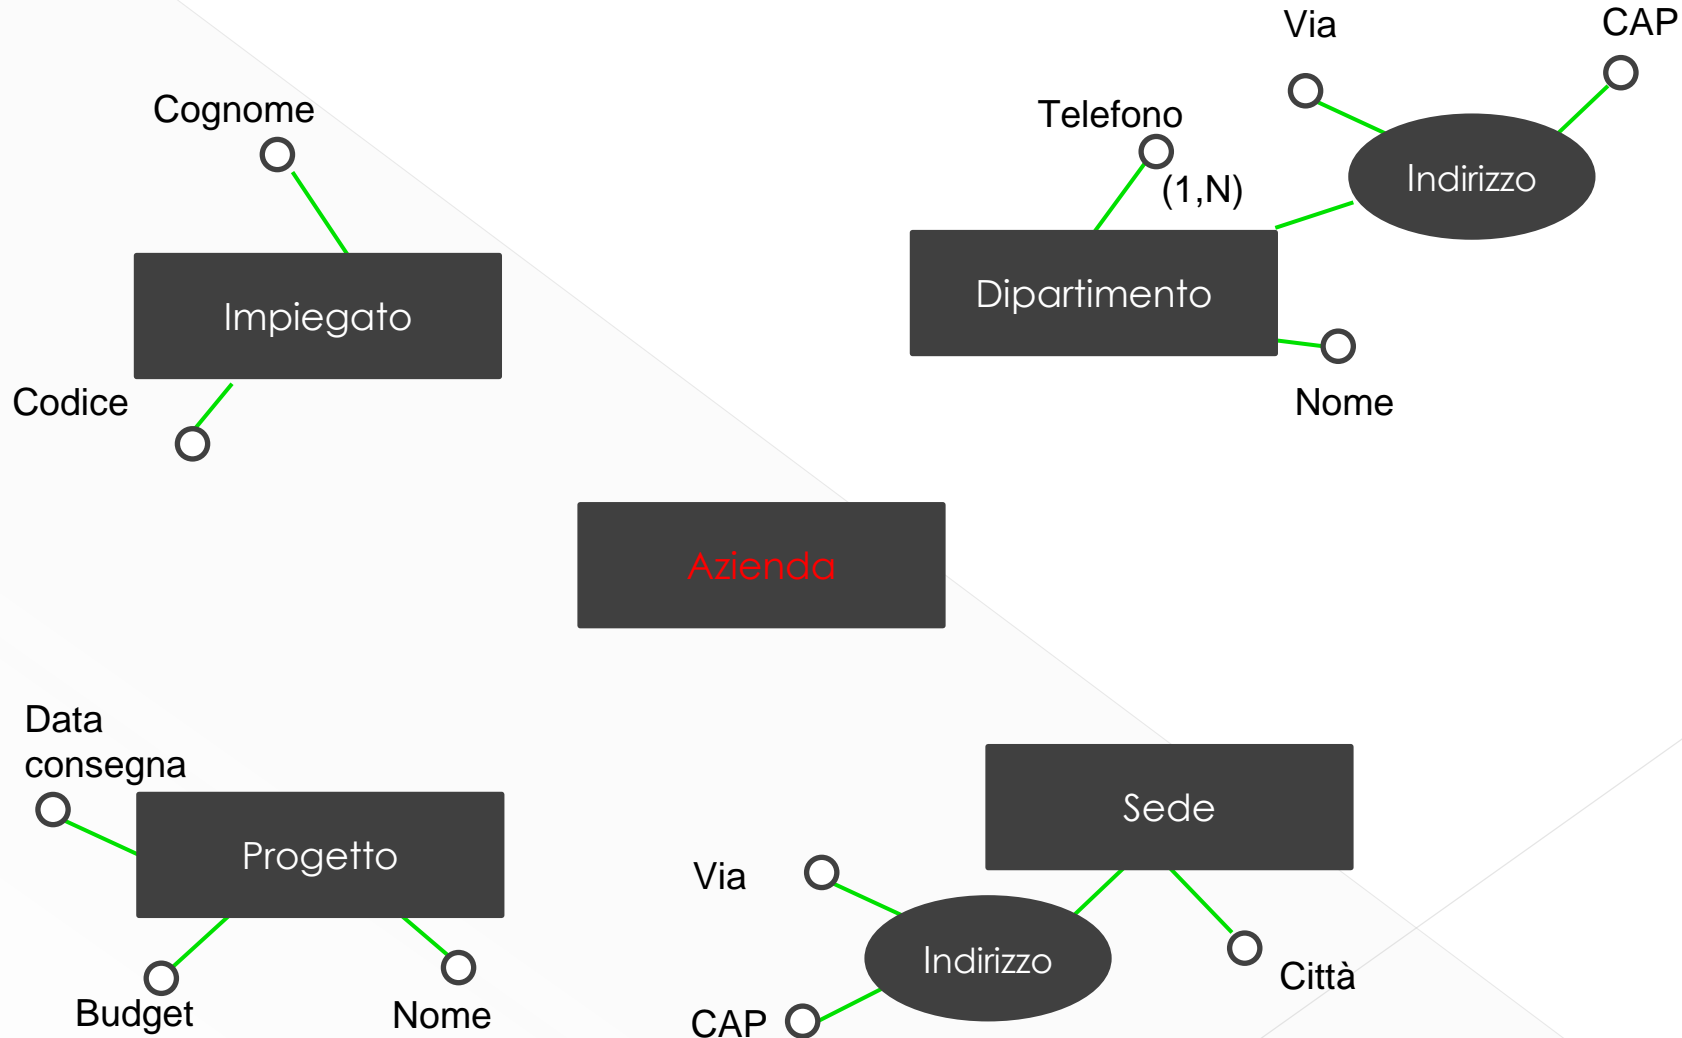 Via
CAP
Cognome
Telefono
(1,N)
Indirizzo
Impiegato
Dipartimento
Codice
Nome
Azienda
Data
consegna
Progetto
Sede
Via
Indirizzo
Città
Budget
Nome
CAP